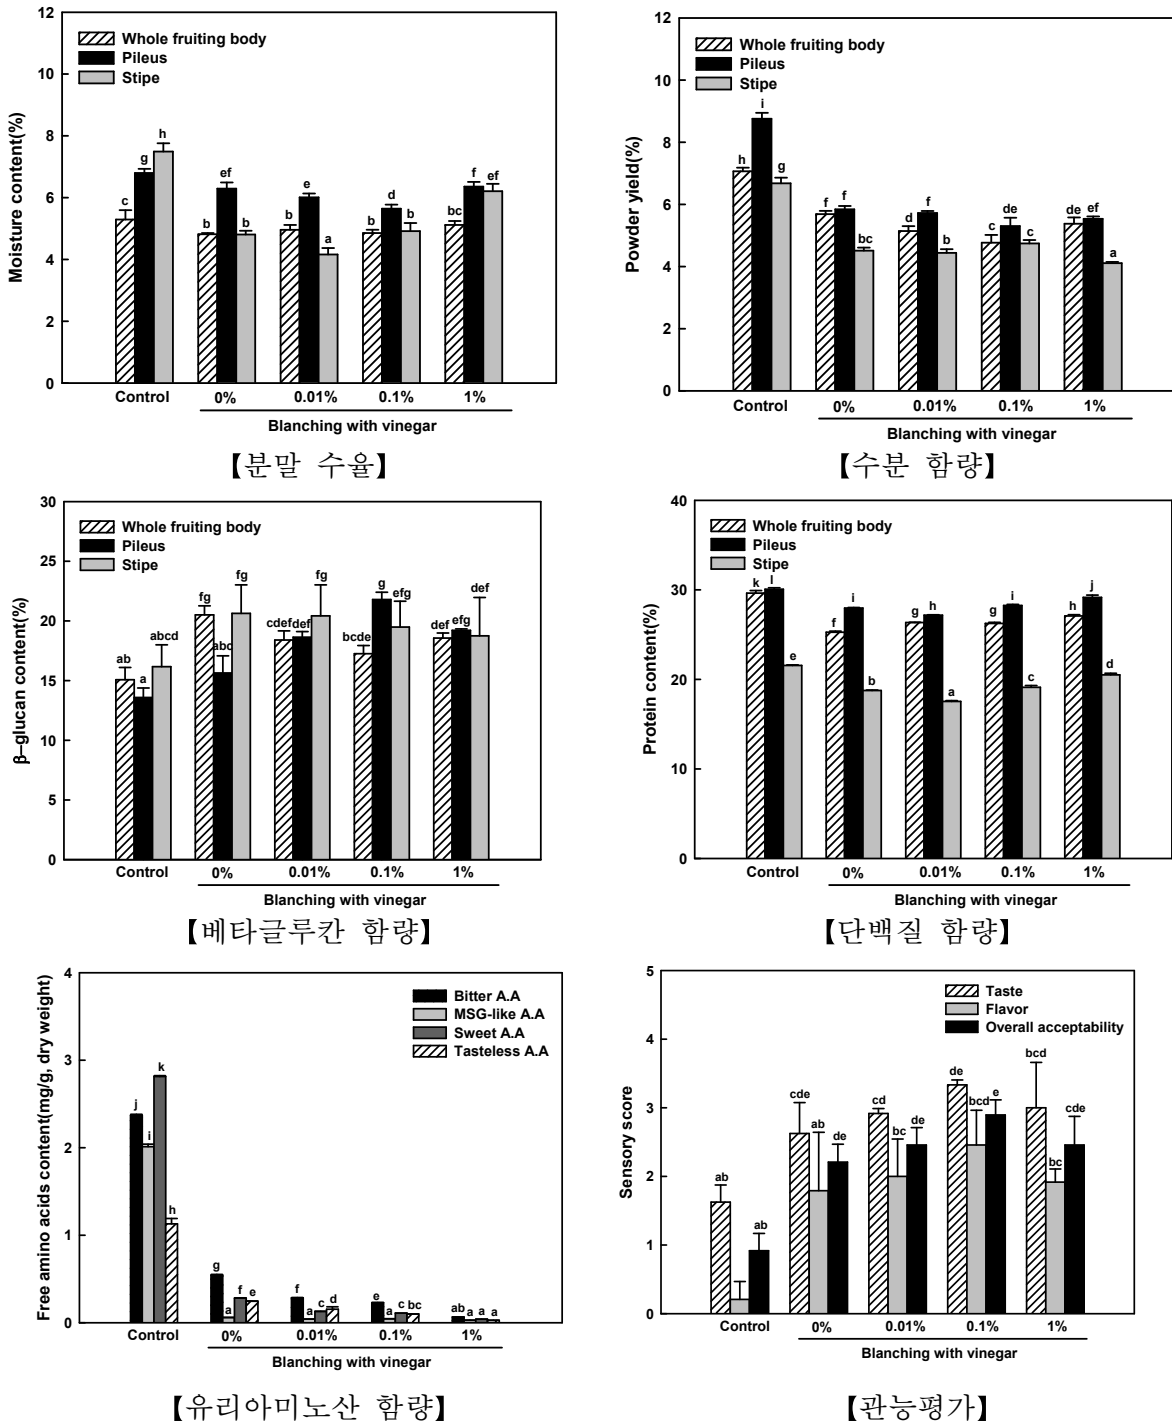 12
10
8
6
4
2
0
Moisture content(%)
Whole fruiting body
Pileus
Stipe
c g h
b ef b
b e a
b d b
bc f ef
Control 0% 0.01% 0.1% 1%
Blanching with vinegar
【분말 수율】
12
10
8
6
4
2
0
Powder yield(%)
Whole fruiting body
Pileus
Stipe
h i g
f f bc
d f b
c de c
de ef a
Control 0% 0.01% 0.1% 1%
Blanching with vinegar
【수분 함량】
30
25
20
15
10
5
0
β–glucan content(%)
Whole fruiting body
Pileus
Stipe
ab a abcd
fg abc fg
cdef def fg
bcde g efg
def efg def
Control 0% 0.01% 0.1% 1%
Blanching with vinegar
【베타글루칸 함량】
40
30
20
10
0
Protein content(%)
Whole fruiting body
Pileus
Stipe
k l e
f i b
g h a
g i c
h j d
Control 0% 0.01% 0.1% 1%
Blanching with vinegar
【단백질 함량】
4
3
2
1
0
Free amino acids content(mg/g, dry weight)
Bitter A.A
MSG-like A.A
Sweet A.A
Tasteless A.A
j i k h
g a f e
f a c d
e a c bc
ab a a a
Control 0% 0.01% 0.1% 1%
Blanching with vinegar
【유리아미노산 함량】
5
4
3
2
1
0
Sensory score
Taste
Flavor
Overall acceptability
ab ab
cde ab de
cd bc de
de bcd e
bcd bc cde
Control 0% 0.01% 0.1% 1%
Blanching with vinegar
【관능평가】